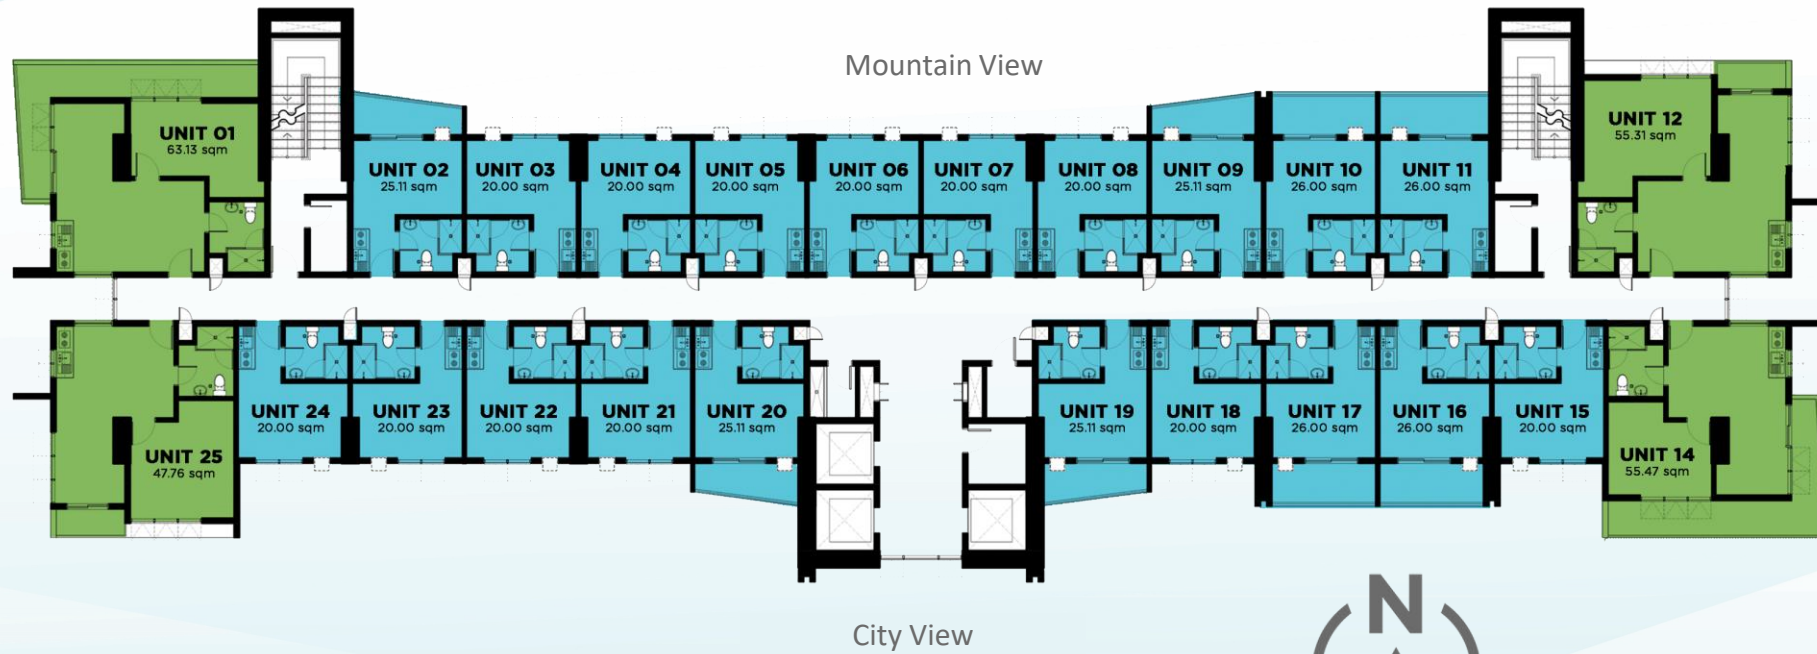 Mountain View
UNIT 01
63.13 sqm
UNIT 02
25.11 sqm
UNIT 03
20.00 sqm
UNIT 04
20.00 sqm
UNIT 05
20.00 sqm
UNIT 06
20.00 sqm
UNIT 07
20.00 sqm
UNIT 08
20.00 sqm
UNIT 09
25.11 sqm
UNIT 10
26.00 sqm
UNIT 11
26.00 sqm
UNIT 12
55.31 sqm
UNIT 25
47.76 sqm
UNIT 24
20.00 sqm
UNIT 23
20.00 sqm
UNIT 22
20.00 sqm
UNIT 21
20.00 sqm
UNIT 20
25.11 sqm
UNIT 19
25.11 sqm
UNIT 18
20.00 sqm
UNIT 17
26.00 sqm
UNIT 16
26.00 sqm
UNIT 15
20.00 sqm
UNIT 14
55.47 sqm
City View
N